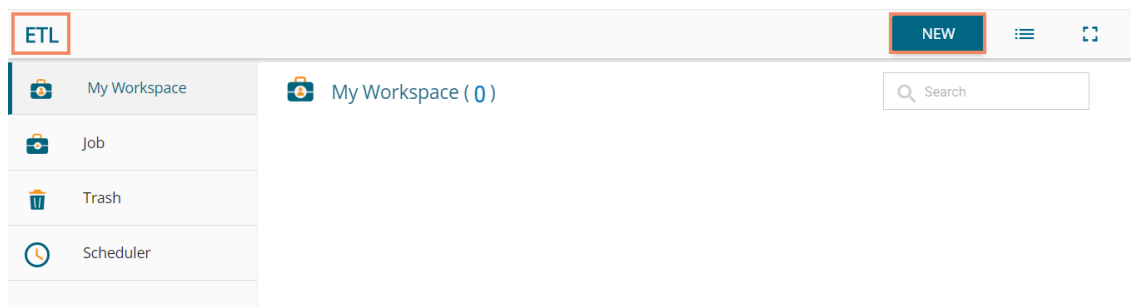 ETL
NEW
My Workspace
My Workspace ( 0 )
Search
Job
Trash
Scheduler